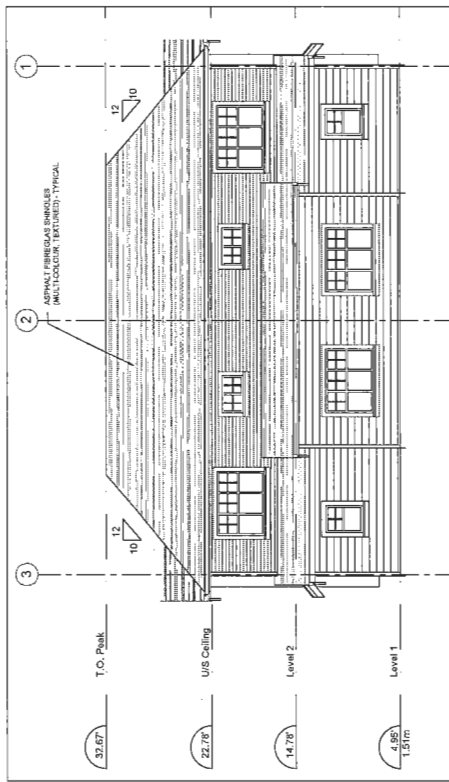 3
2
1
ASPHALT FIBREGLAS SHINGLES
(MULTI-COLOUR, TEXTURED) - TYPICAL
12
10
12
10
32.67'
T.O. Peak
22.78'
U/S Ceiling
14.78'
Level 2
4.95'
1.51m
Level 1